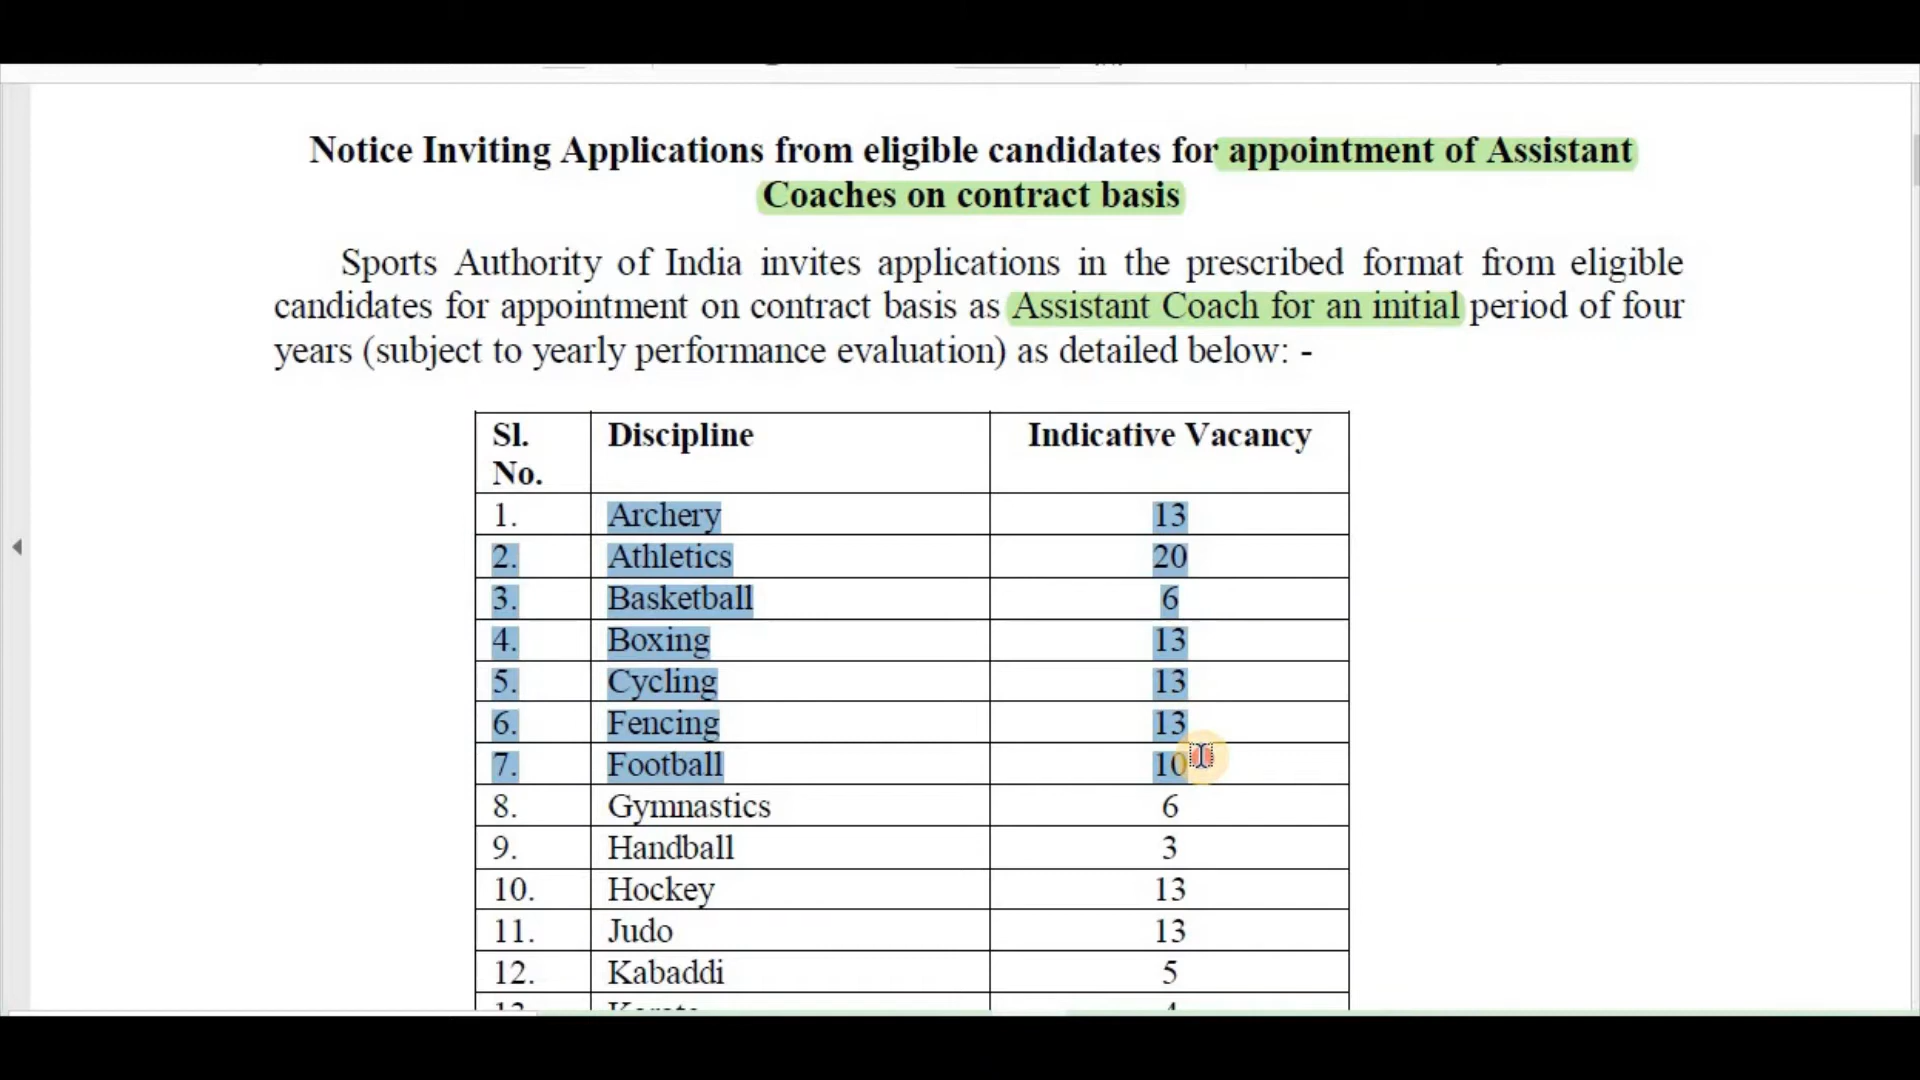 Notice Inviting Applications from eligible candidates for appointment of Assistant
Coaches on contract basis
Sports Authority of India invites applications in the prescribed format from eligible
candidates for appointment on contract basis as Assistant Coach for an initial period of four
years (subject to yearly performance evaluation) as detailed below: -
Sl. No. Discipline Indicative Vacancy
1. Archery 13
2. Athletics 20
3. Basketball 6
4. Boxing 13
5. Cycling 13
6. Fencing 13
7. Football 10
8. Gymnastics 6
9. Handball 3
10. Hockey 13
11. Judo 13
12. Kabaddi 5